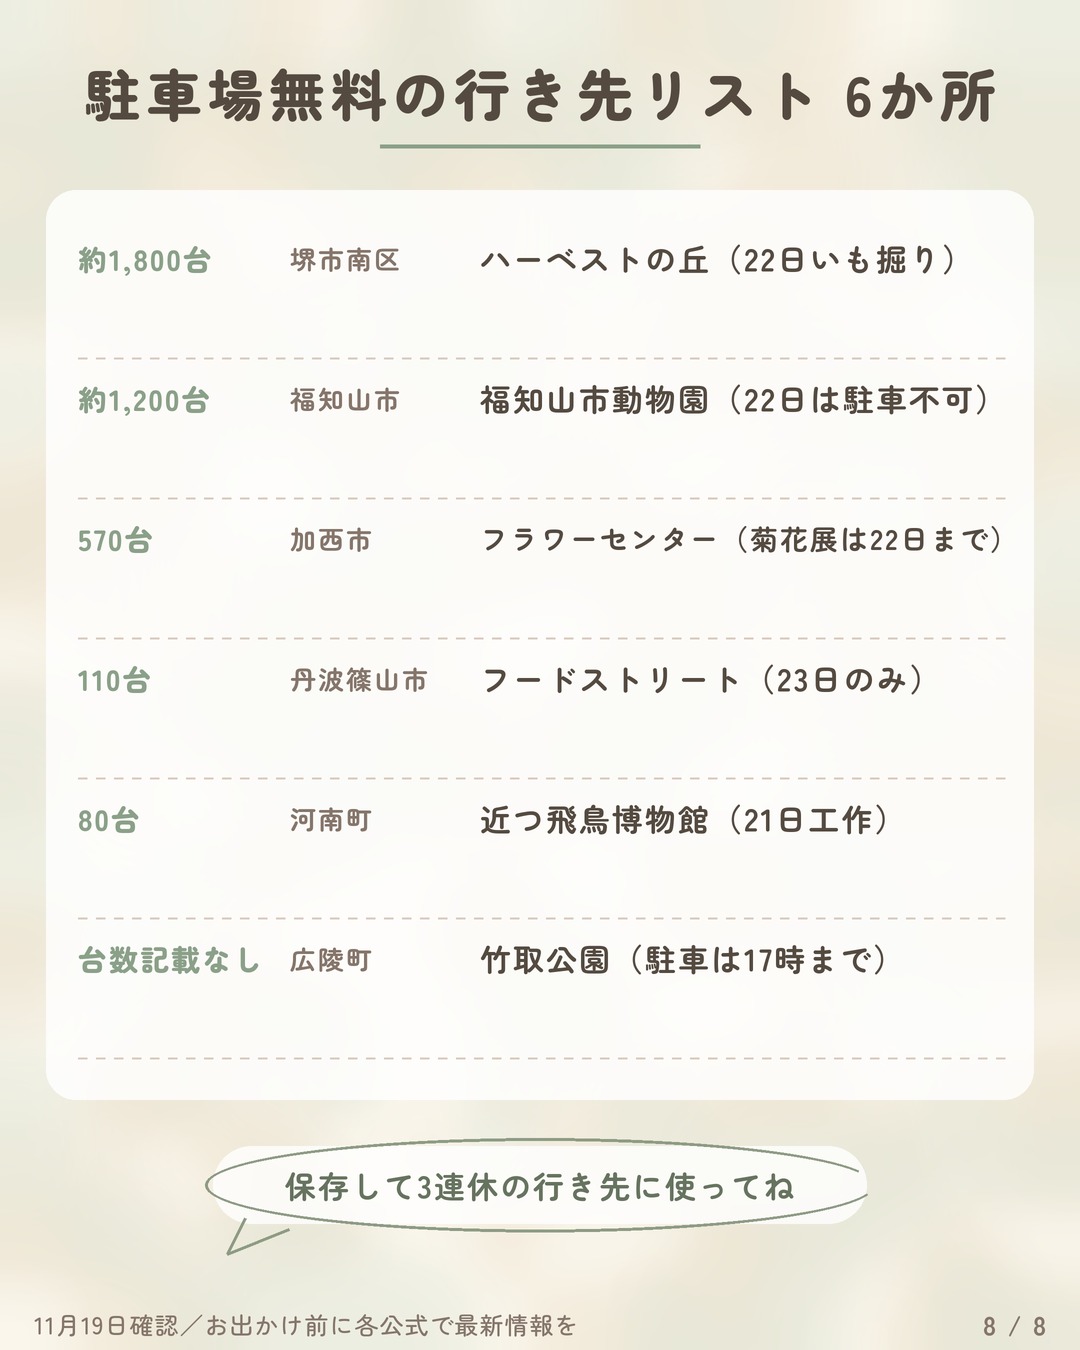 駐車場無料の行き先リスト 6か所
約1,800台 堺市南区 ハーベストの丘（22日いも掘り）
約1,200台 福知山市 福知山市動物園（22日は駐車不可）
570台 加西市 フラワーセンター（菊花展は22日まで）
110台 丹波篠山市 フードストリート（23日のみ）
80台 河南町 近つ飛鳥博物館（21日工作）
台数記載なし 広陵町 竹取公園（駐車は17時まで）
保存して3連休の行き先に使ってね
11月19日確認／お出かけ前に各公式で最新情報を
8 / 8